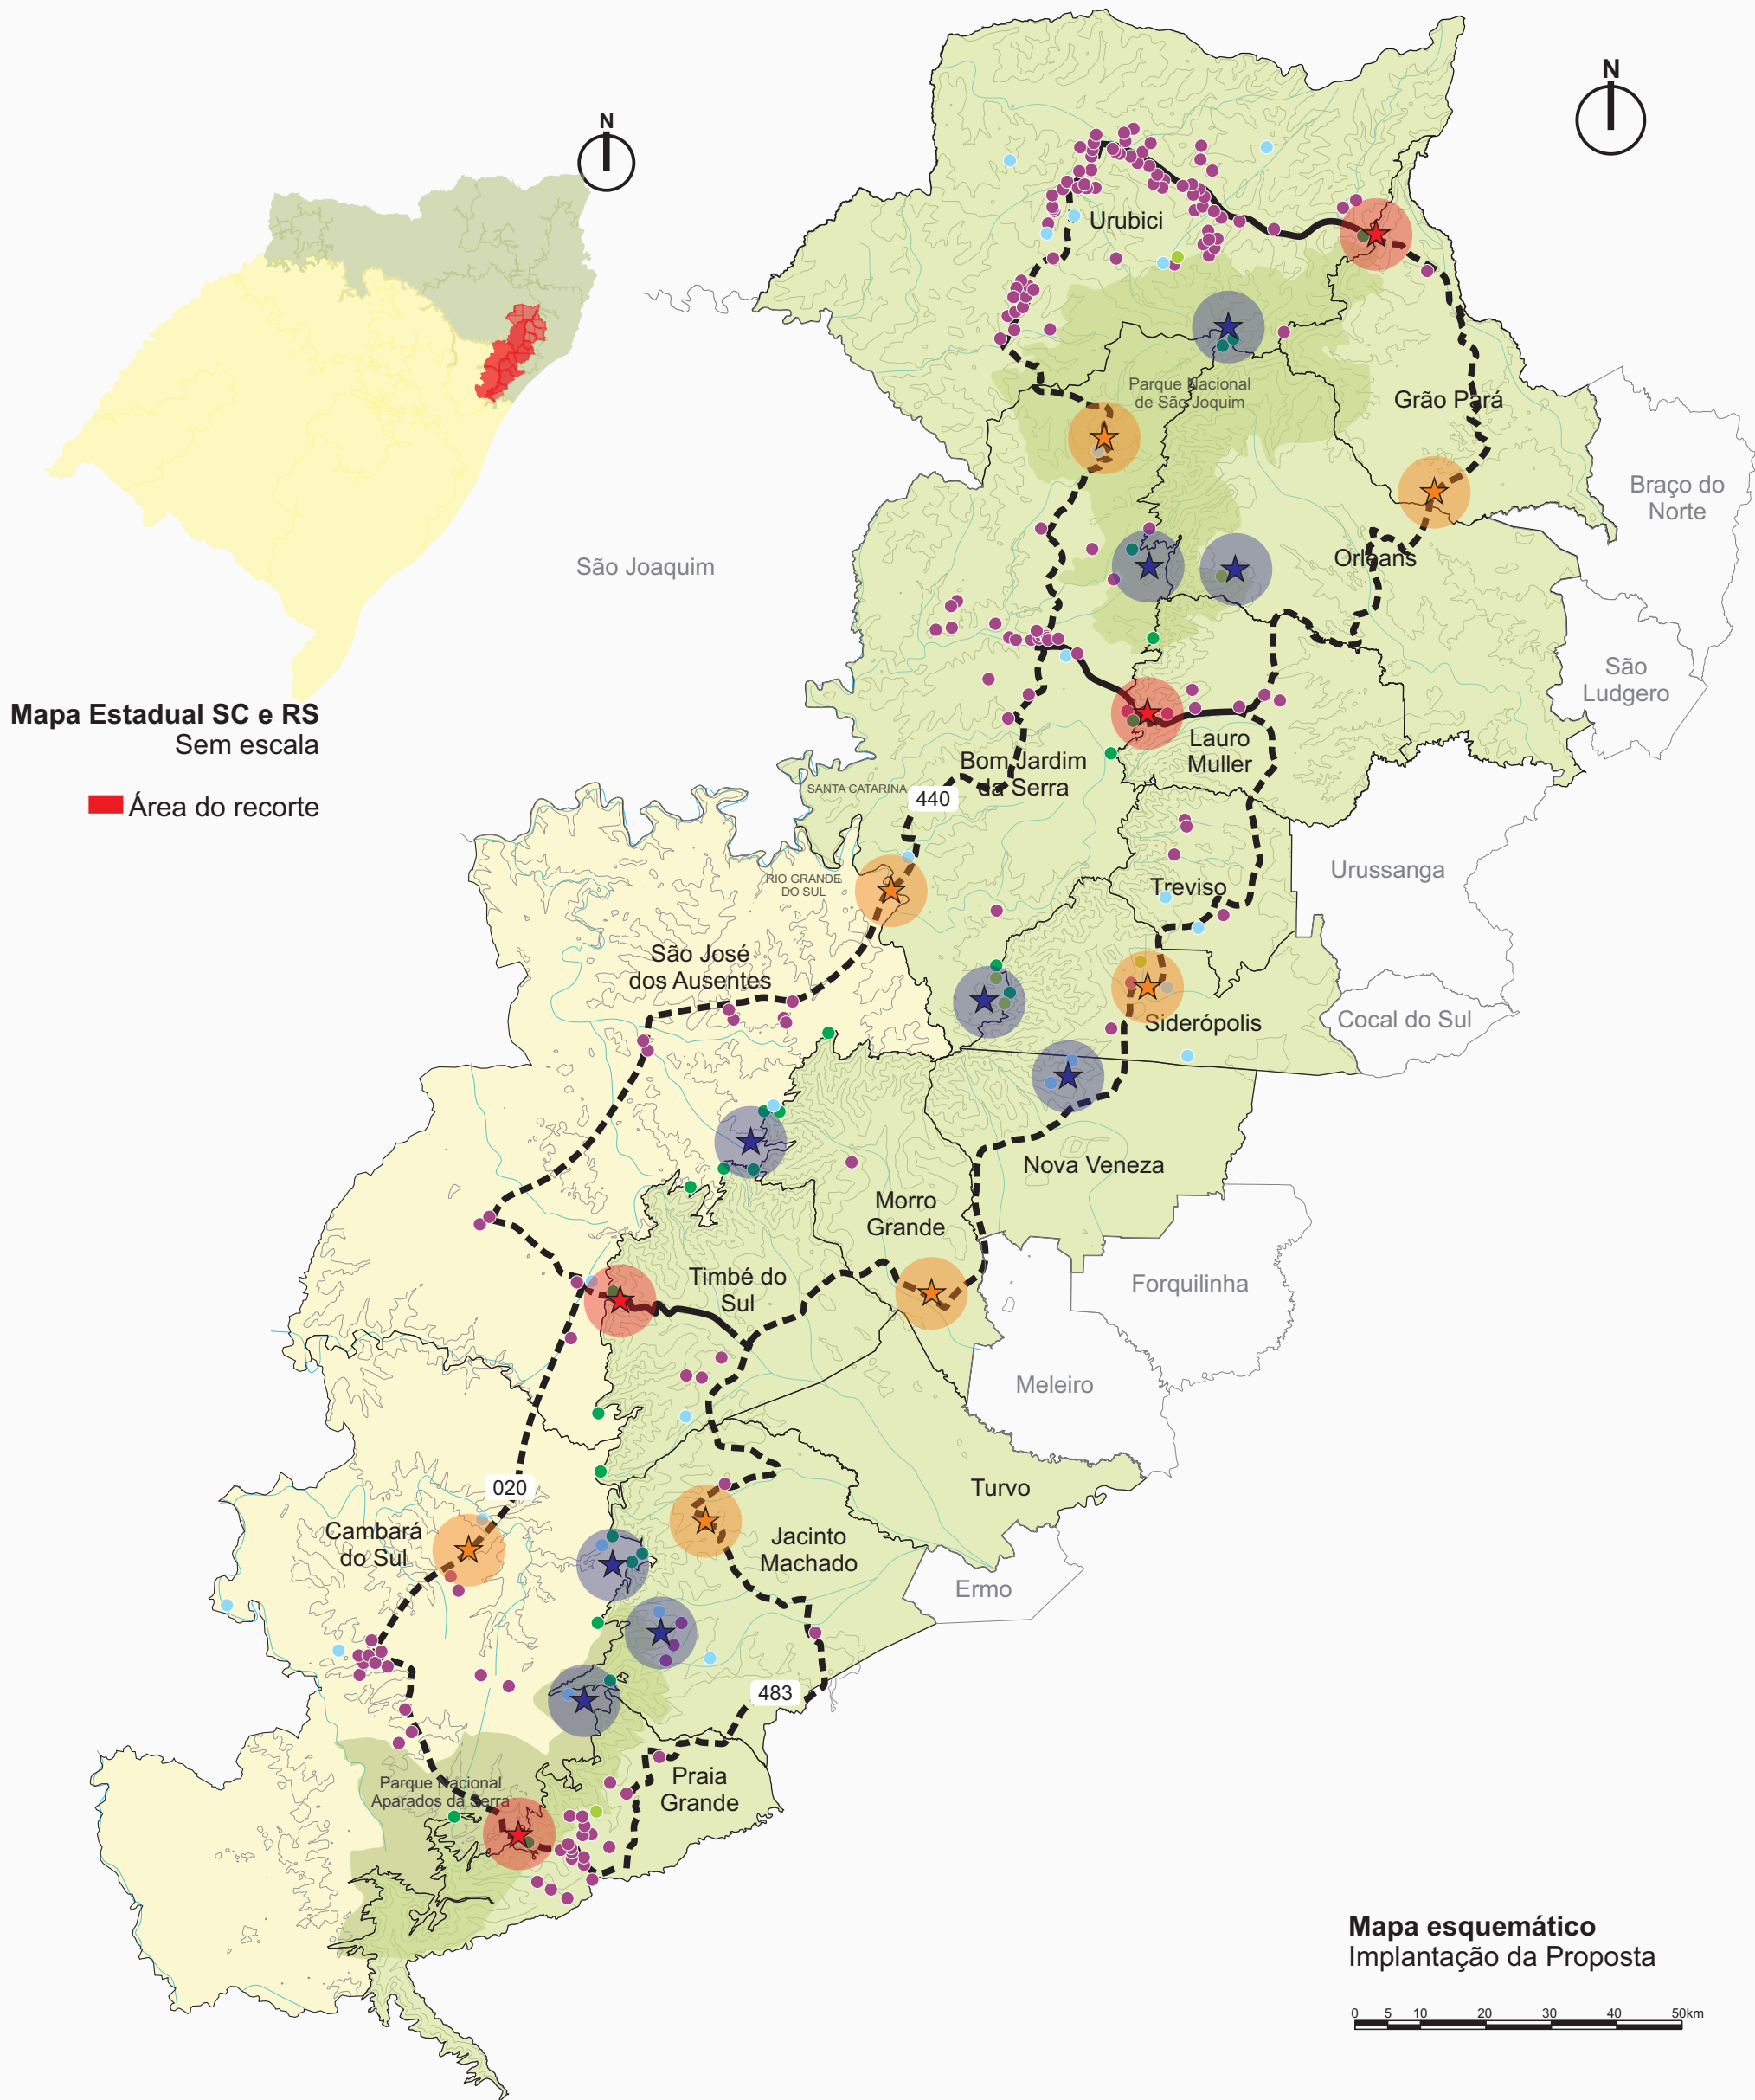 N
N
Urubici
Parque Nacional
de São Joquim
Grão Pará
Braço do
Norte
São Joaquim
Orleans
São
Ludgero
Mapa Estadual SC e RS
Sem escala
Área do recorte
Lauro
Muller
Bom Jardim
da Serra
SANTA CATARINA
440
Urussanga
RIO GRANDE
DO SUL
Treviso
São José
dos Ausentes
Siderópolis
Cocal do Sul
Nova Veneza
Morro
Grande
Timbé do
Sul
Forquilinha
Meleiro
020
Turvo
Cambará
do Sul
Jacinto
Machado
Ermo
483
Parque Nacional
Aparados da Serra
Praia
Grande
Mapa esquemático
Implantação da Proposta
0 5 10 20 30 40 50km